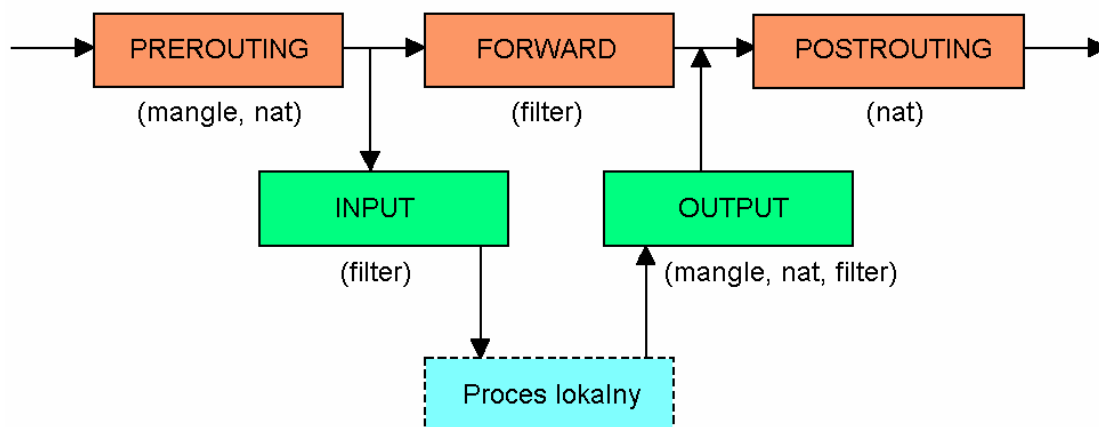 PREROUTING
FORWARD
POSTROUTING
(mangle, nat)
(filter)
(nat)
INPUT
OUTPUT
(filter)
(mangle, nat, filter)
Proces lokalny